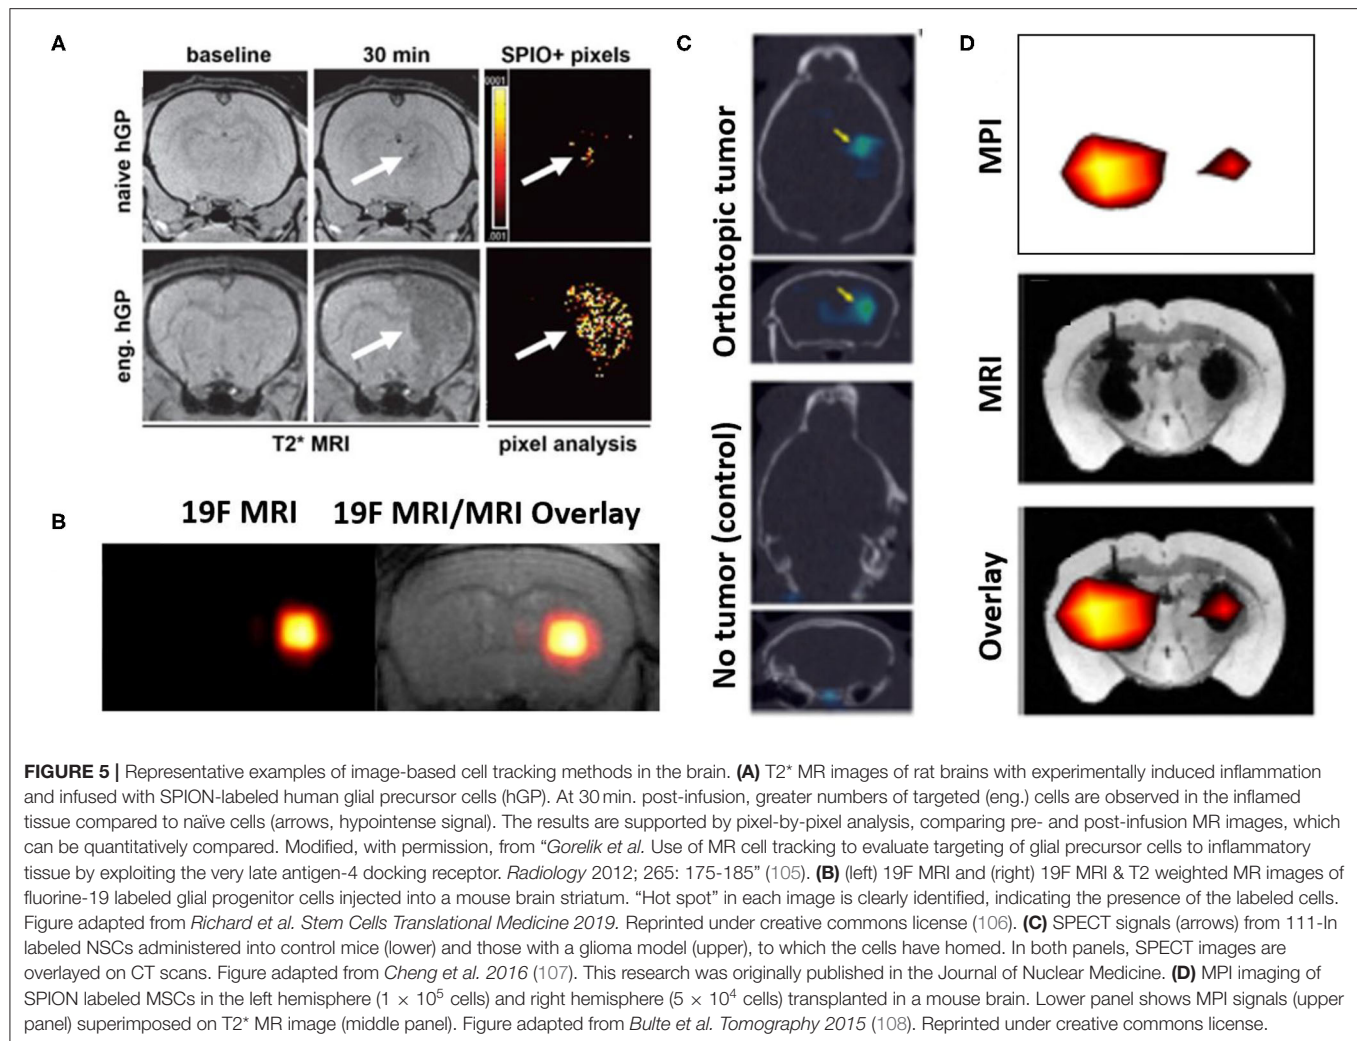 A
baseline
30 min
SPIO+ pixels
0001
.001
naive hGP
eng. hGP
T2* MRI
pixel analysis
B
19F MRI
19F MRI/MRI Overlay
C
Orthotopic tumor
No tumor (control)
D
MPI
MRI
Overlay
FIGURE 5 | Representative examples of image-based cell tracking methods in the brain. (A) T2* MR images of rat brains with experimentally induced inflammation
and infused with SPION-labeled human glial precursor cells (hGP). At 30 min. post-infusion, greater numbers of targeted (eng.) cells are observed in the inflamed
tissue compared to naïve cells (arrows, hypointense signal). The results are supported by pixel-by-pixel analysis, comparing pre- and post-infusion MR images, which
can be quantitatively compared. Modified, with permission, from “Gorelik et al. Use of MR cell tracking to evaluate targeting of glial precursor cells to inflammatory
tissue by exploiting the very late antigen-4 docking receptor. Radiology 2012; 265: 175-185” (105). (B) (left) 19F MRI and (right) 19F MRI & T2 weighted MR images of
fluorine-19 labeled glial progenitor cells injected into a mouse brain striatum. “Hot spot” in each image is clearly identified, indicating the presence of the labeled cells.
Figure adapted from Richard et al. Stem Cells Translational Medicine 2019. Reprinted under creative commons license (106). (C) SPECT signals (arrows) from 111-In
labeled NSCs administered into control mice (lower) and those with a glioma model (upper), to which the cells have homed. In both panels, SPECT images are
overlayed on CT scans. Figure adapted from Cheng et al. 2016 (107). This research was originally published in the Journal of Nuclear Medicine. (D) MPI imaging of
SPION labeled MSCs in the left hemisphere (1 × 10⁵ cells) and right hemisphere (5 × 10⁴ cells) transplanted in a mouse brain. Lower panel shows MPI signals (upper
panel) superimposed on T2* MR image (middle panel). Figure adapted from Bulte et al. Tomography 2015 (108). Reprinted under creative commons license.